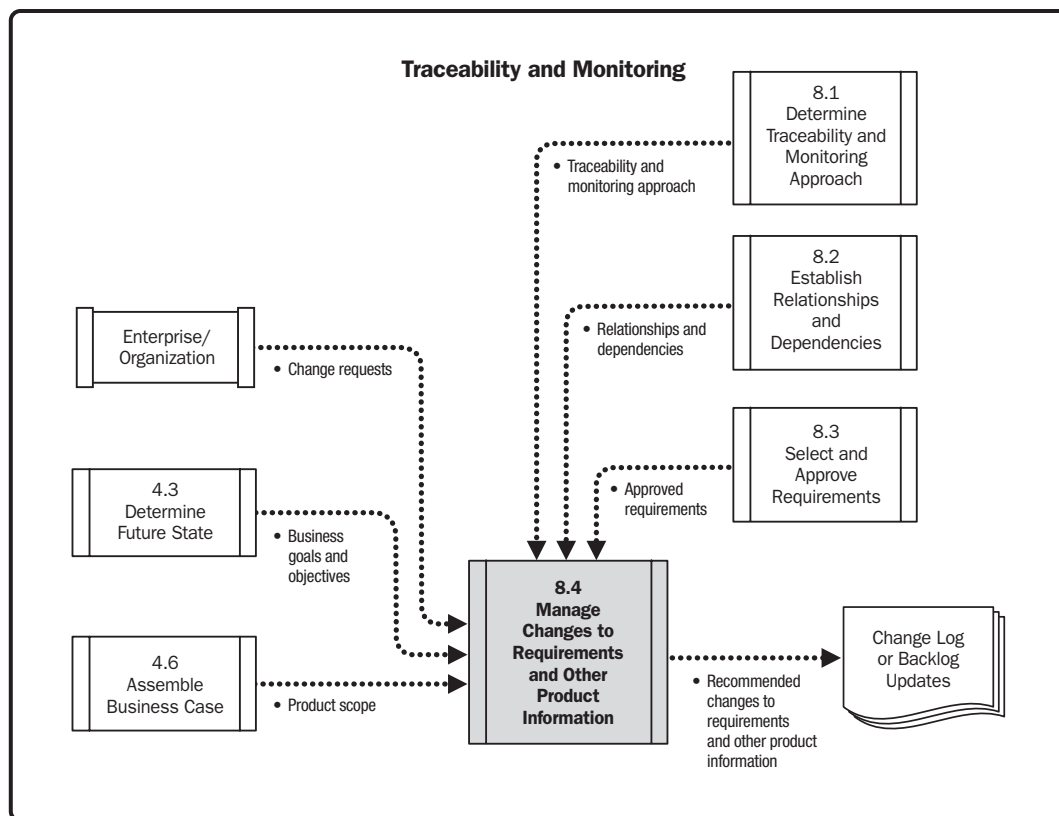 Traceability and Monitoring
8.1
Determine
Traceability and
Monitoring
Approach
• Traceability and
monitoring approach
8.2
Establish
Relationships
and
Dependencies
• Relationships and
dependencies
Enterprise/
Organization
• Change requests
8.3
Select and
Approve
Requirements
• Approved
requirements
4.3
Determine
Future State
• Business
goals and
objectives
8.4
Manage
Changes to
Requirements
and Other
Product
Information
4.6
Assemble
Business Case
• Product scope
• Recommended
changes to
requirements
and other product
information
Change Log
or Backlog
Updates